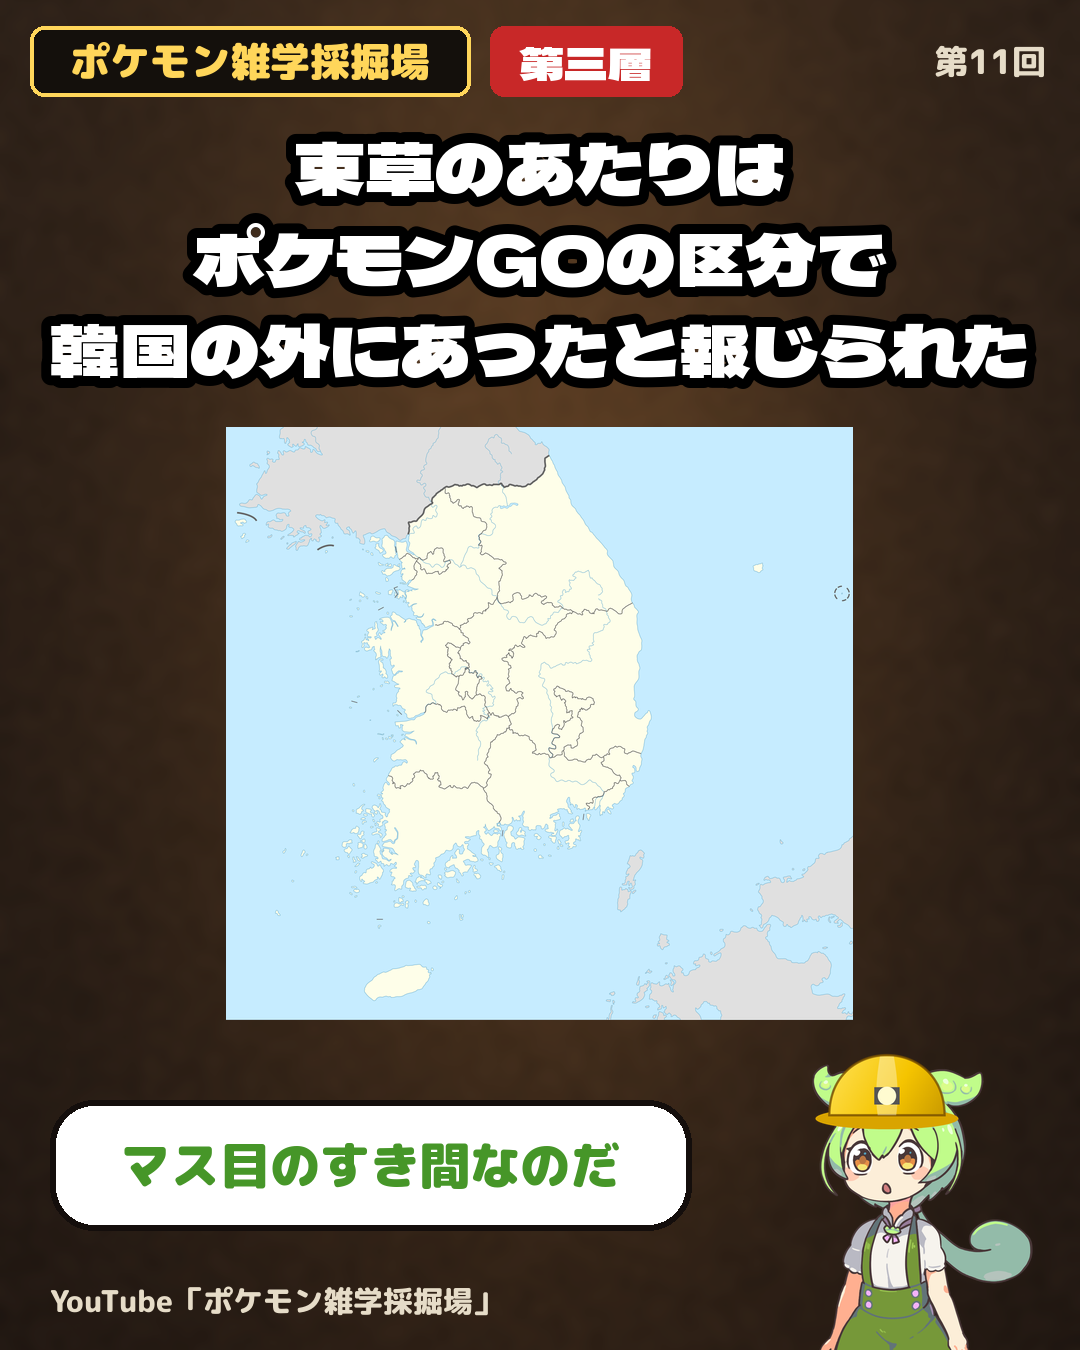 ポケモン雑学採掘場
第三層
第11回
束草のあたりは
ポケモンGOの区分で
韓国の外にあったと報じられた
マス目のすき間なのだ
YouTube「ポケモン雑学採掘場」